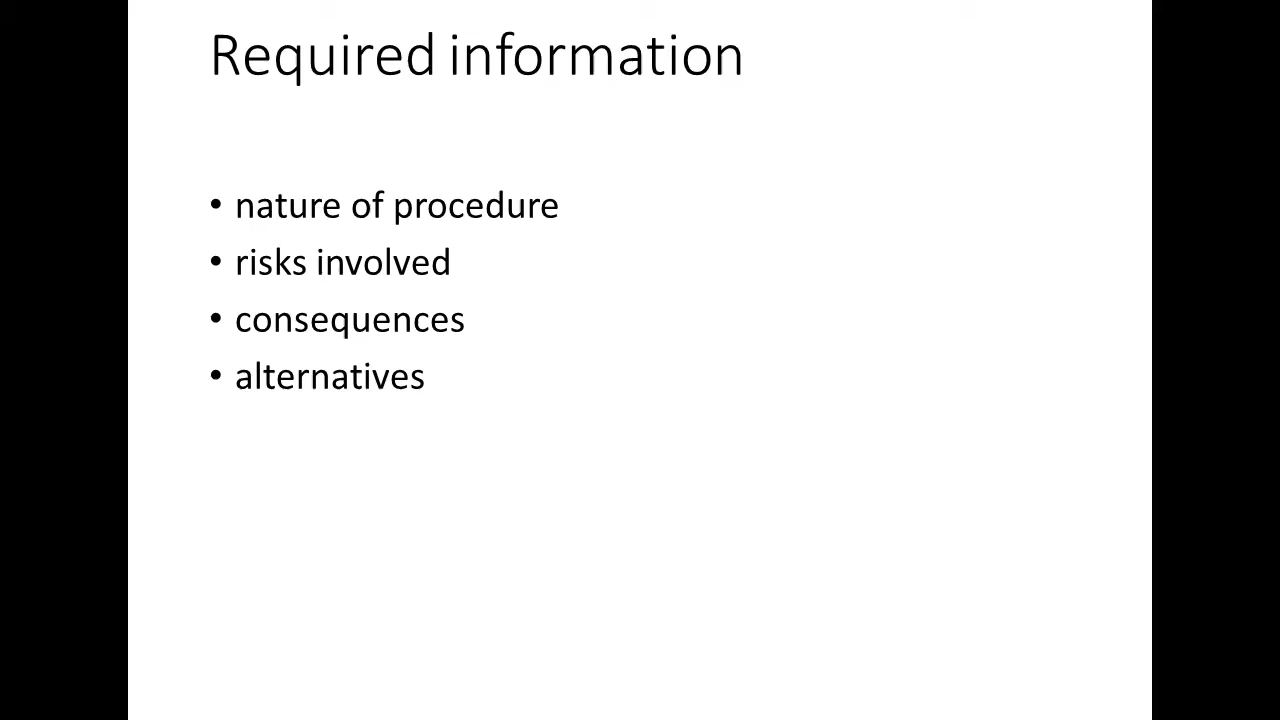 Required information
• nature of procedure
• risks involved
• consequences
• alternatives